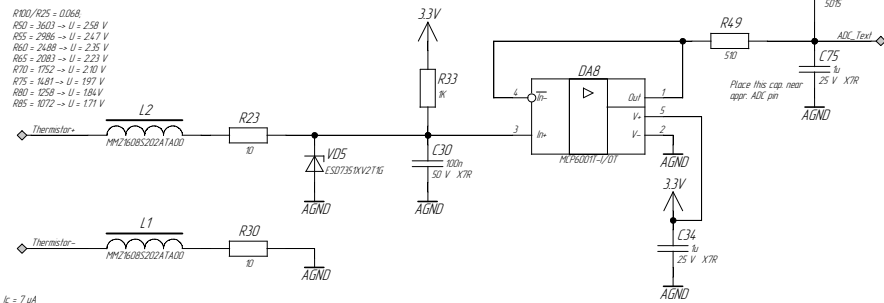 R100/R25 = 0.068,
R50 = 3603 -> U = 2.58 V
R55 = 2986 -> U = 2.47 V
R60 = 2488 -> U = 2.35 V
R65 = 2083 -> U = 2.23 V
R70 = 1752 -> U = 2.10 V
R75 = 1481 -> U = 1.97 V
R80 = 1258 -> U = 1.84V
R85 = 1072 -> U = 1.71 V
5015
3.3V
R49
510
ADC_Text
C75
1u
25 V X7R
Place this cap. near
appr. ADC pin
AGND
R33
1K
DA8
4
In-
Out
1
V+
5
3
In+
V-
2
MCP6001T-I/OT
AGND
L2
Thermistor+
MMZ1608S202ATA00
R23
10
VD5
ESD7351XV2T1G
AGND
C30
100n
50 V X7R
AGND
3.3V
C34
1u
25 V X7R
AGND
L1
Thermistor-
MMZ1608S202ATA00
R30
10
AGND
Ic = 7 uA